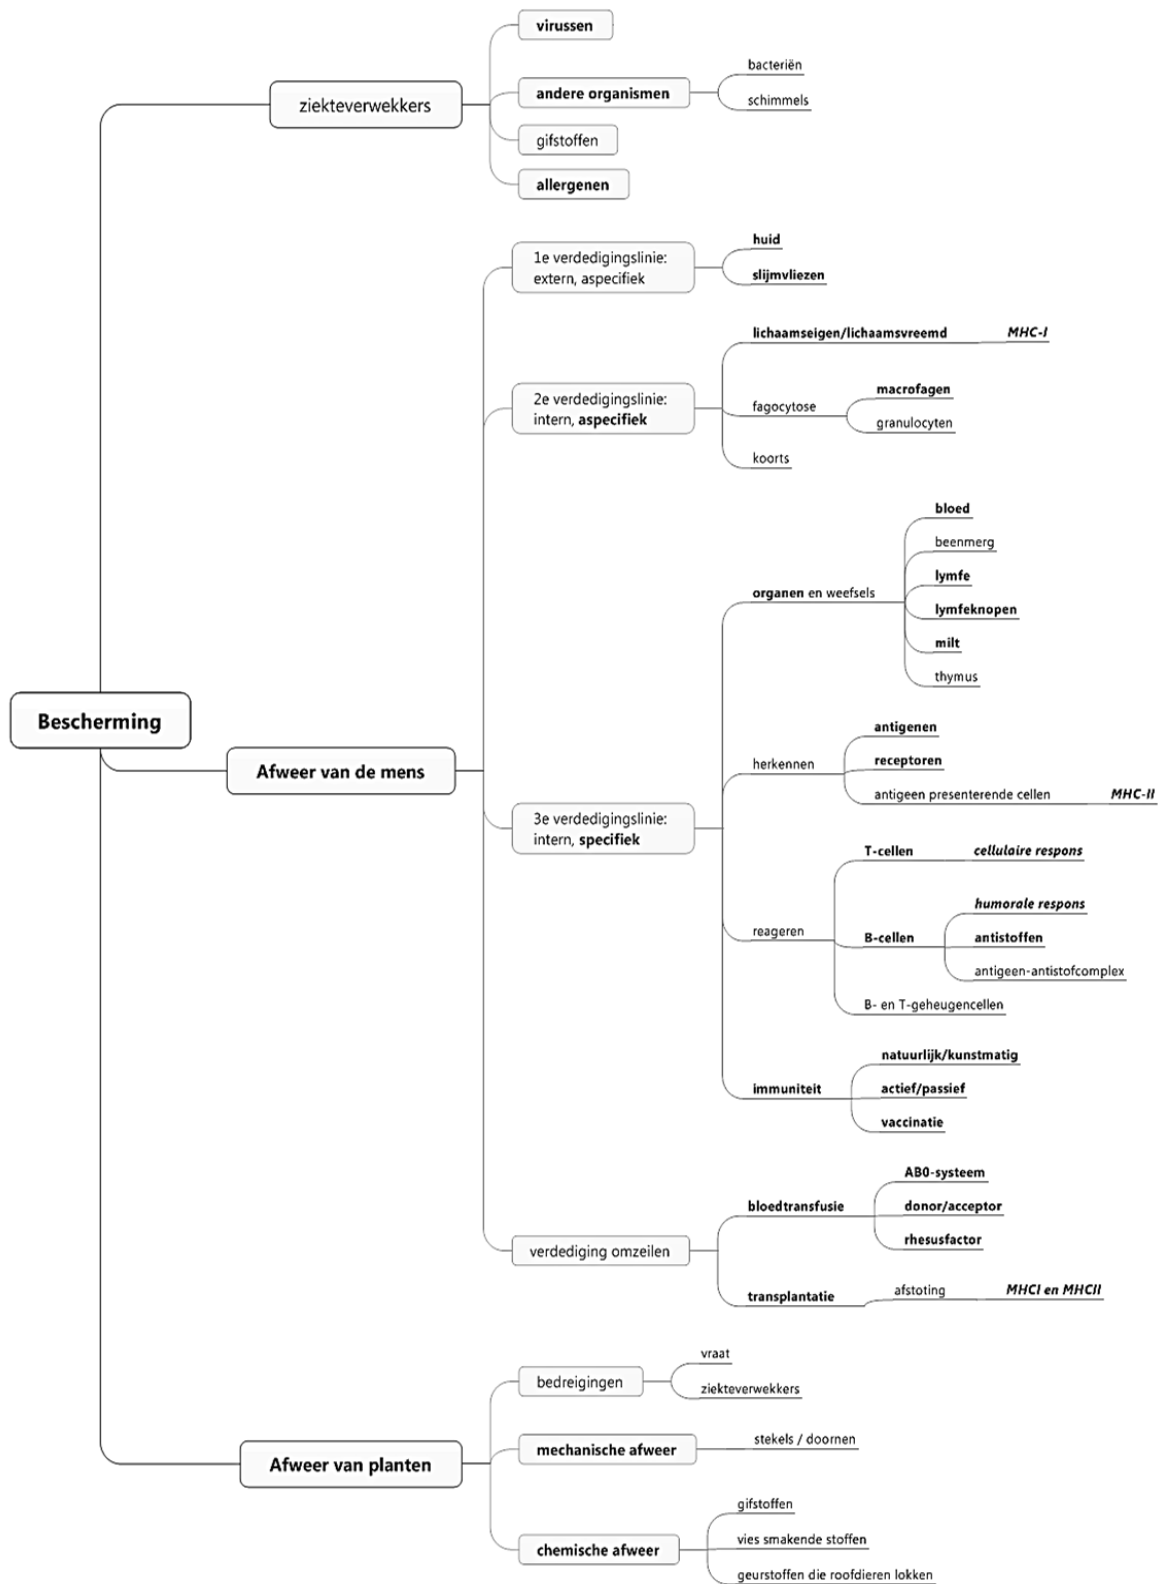 Bescherming
ziekteverwekkers
virussen
andere organismen
bacteriën
schimmels
gifstoffen
allergenen
Afweer van de mens
1e verdedigingslinie:
extern, aspecifiek
huid
slijmvliezen
2e verdedigingslinie:
intern, aspecifiek
lichaamseigen/lichaamsvreemd
MHC-I
fagocytose
macrofagen
granulocyten
koorts
3e verdedigingslinie:
intern, specifiek
organen en weefsels
bloed
beenmerg
lymfe
lymfeknopen
milt
thymus
herkennen
antigenen
receptoren
antigeen presenterende cellen
MHC-II
reageren
T-cellen
cellulaire respons
B-cellen
humorale respons
antistoffen
antigeen-antistofcomplex
B- en T-geheugencellen
immuniteit
natuurlijk/kunstmatig
actief/passief
vaccinatie
verdediging omzeilen
bloedtransfusie
AB0-systeem
donor/acceptor
rhesusfactor
transplantatie
afstoting
MHCI en MHCII
Afweer van planten
bedreigingen
vraat
ziekteverwekkers
mechanische afweer
stekels / doornen
chemische afweer
gifstoffen
vies smakende stoffen
geurstoffen die roofdieren lokken